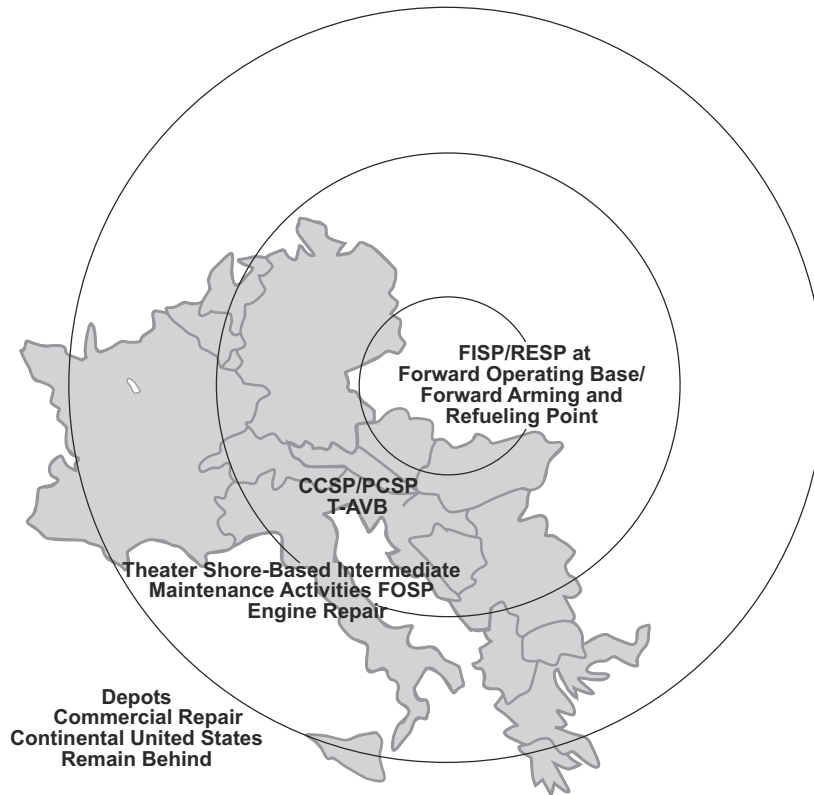 FISP/RESP at
Forward Operating Base/
Forward Arming and
Refueling Point
CCSP/PCSP
T-AVB
Theater Shore-Based Intermediate
Maintenance Activities FOSP
Engine Repair
Depots
Commercial Repair
Continental United States
Remain Behind